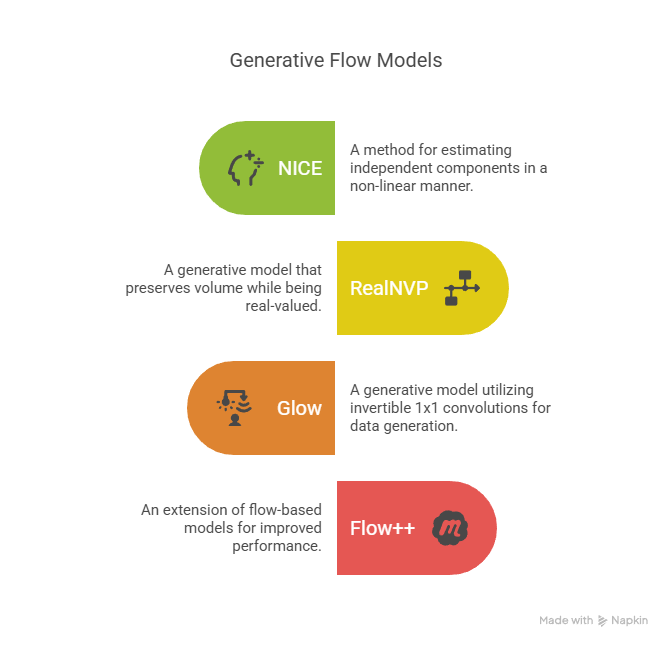 Generative Flow Models
NICE
A method for estimating
independent components in a
non-linear manner.
A generative model that
preserves volume while being
real-valued.
RealNVP
Glow
A generative model utilizing
invertible 1x1 convolutions for
data generation.
An extension of flow-based
models for improved
performance.
Flow++
m
Made with Napkin